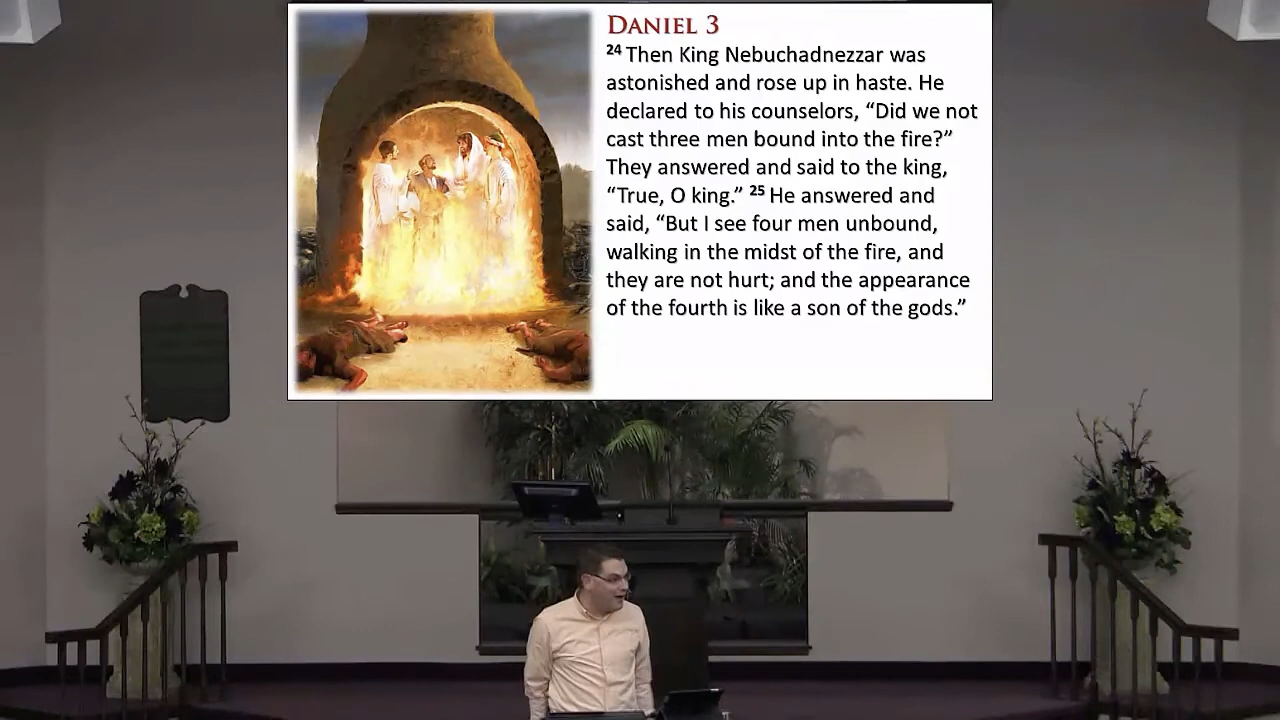 DANIEL 3
24 Then King Nebuchadnezzar was
astonished and rose up in haste. He
declared to his counselors, “Did we not
cast three men bound into the fire?”
They answered and said to the king,
“True, O king.” 25 He answered and
said, “But I see four men unbound,
walking in the midst of the fire, and
they are not hurt; and the appearance
of the fourth is like a son of the gods.”